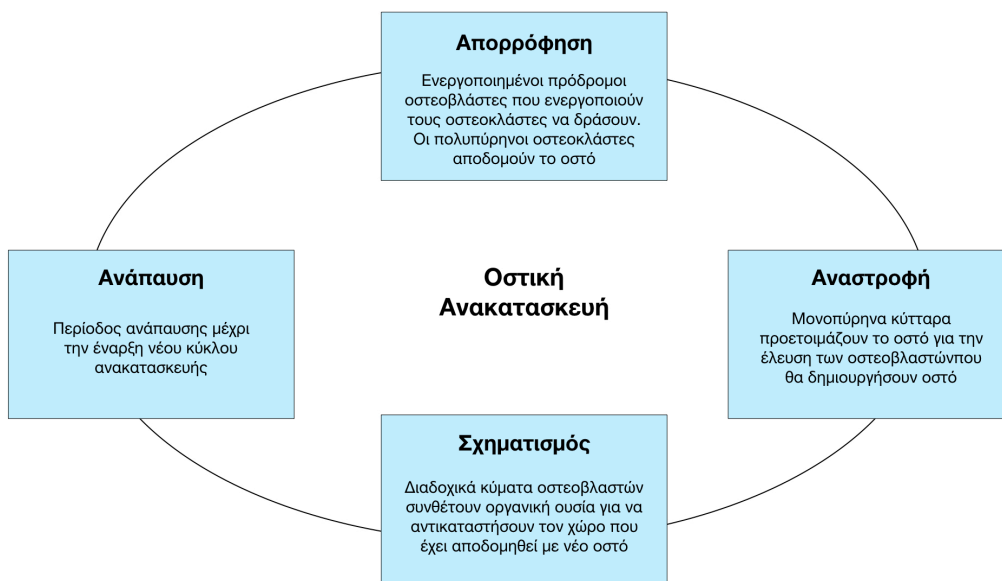 Απορρόφηση
Ενεργοποιημένοι πρόδρομοι
οστεοβλάστες που ενεργοποιούν
τους οστεοκλάστες να δράσουν.
Οι πολυπύρηνοι οστεοκλάστες
αποδομούν το οστό
Ανάπαυση
Περίοδος ανάπαυσης μέχρι
την έναρξη νέου κύκλου
ανακατασκευής
Οστική
Ανακατασκευή
Αναστροφή
Μονοπύρηνα κύτταρα
προετοιμάζουν το οστό για την
έλευση των οστεοβλαστώνπου
θα δημιουργήσουν οστό
Σχηματισμός
Διαδοχικά κύματα οστεοβλαστών
συνθέτουν οργανική ουσία για να
αντικαταστήσουν τον χώρο που
έχει αποδομηθεί με νέο οστό